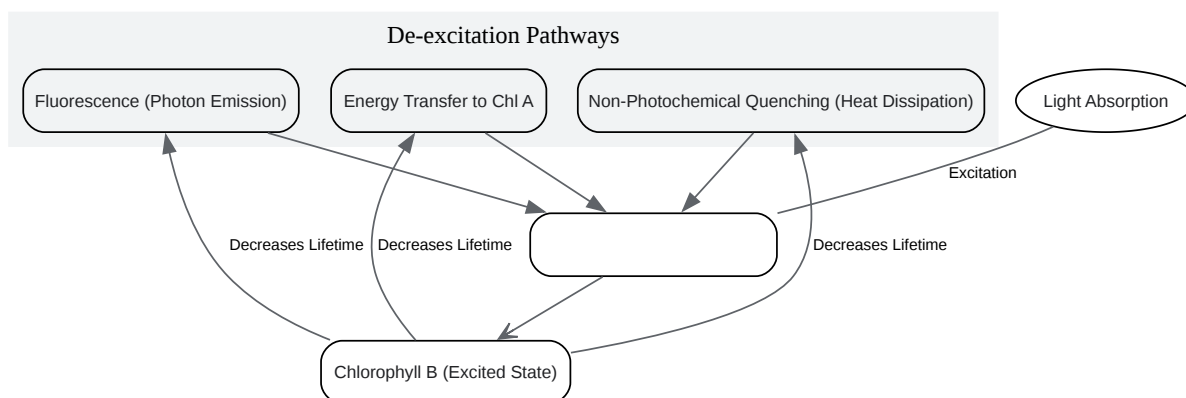 De-excitation Pathways
Fluorescence (Photon Emission)
Energy Transfer to Chl A
Non-Photochemical Quenching (Heat Dissipation)
Light Absorption
Excitation
Decreases Lifetime
Decreases Lifetime
Decreases Lifetime
Chlorophyll B (Excited State)